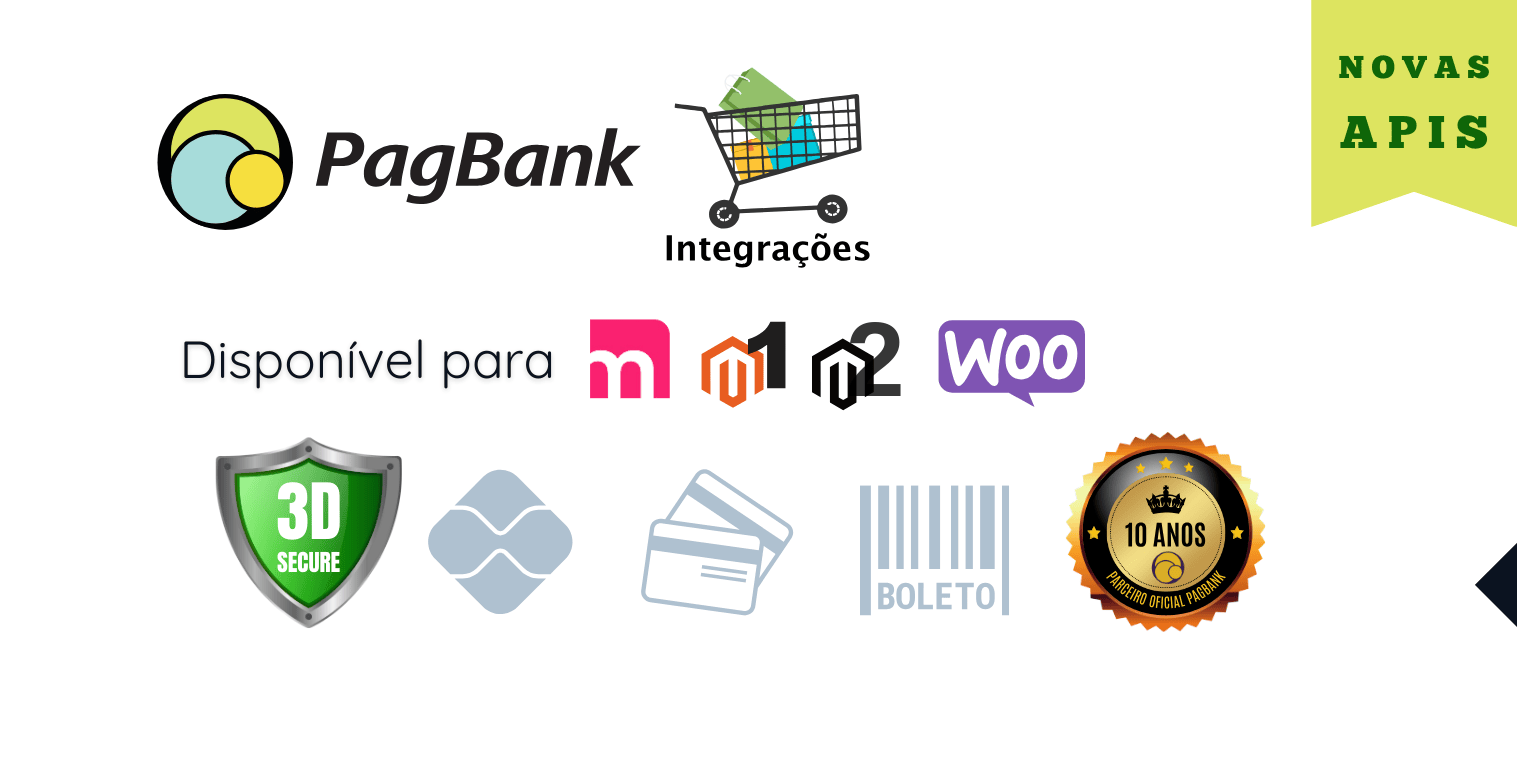 NOVAS
APIS
PagBank
Integrações
Disponível para
m
1
2
WOO
3D
SECURE
BOLETO
10 ANOS
PARCEIRO OFICIAL PAGBANK